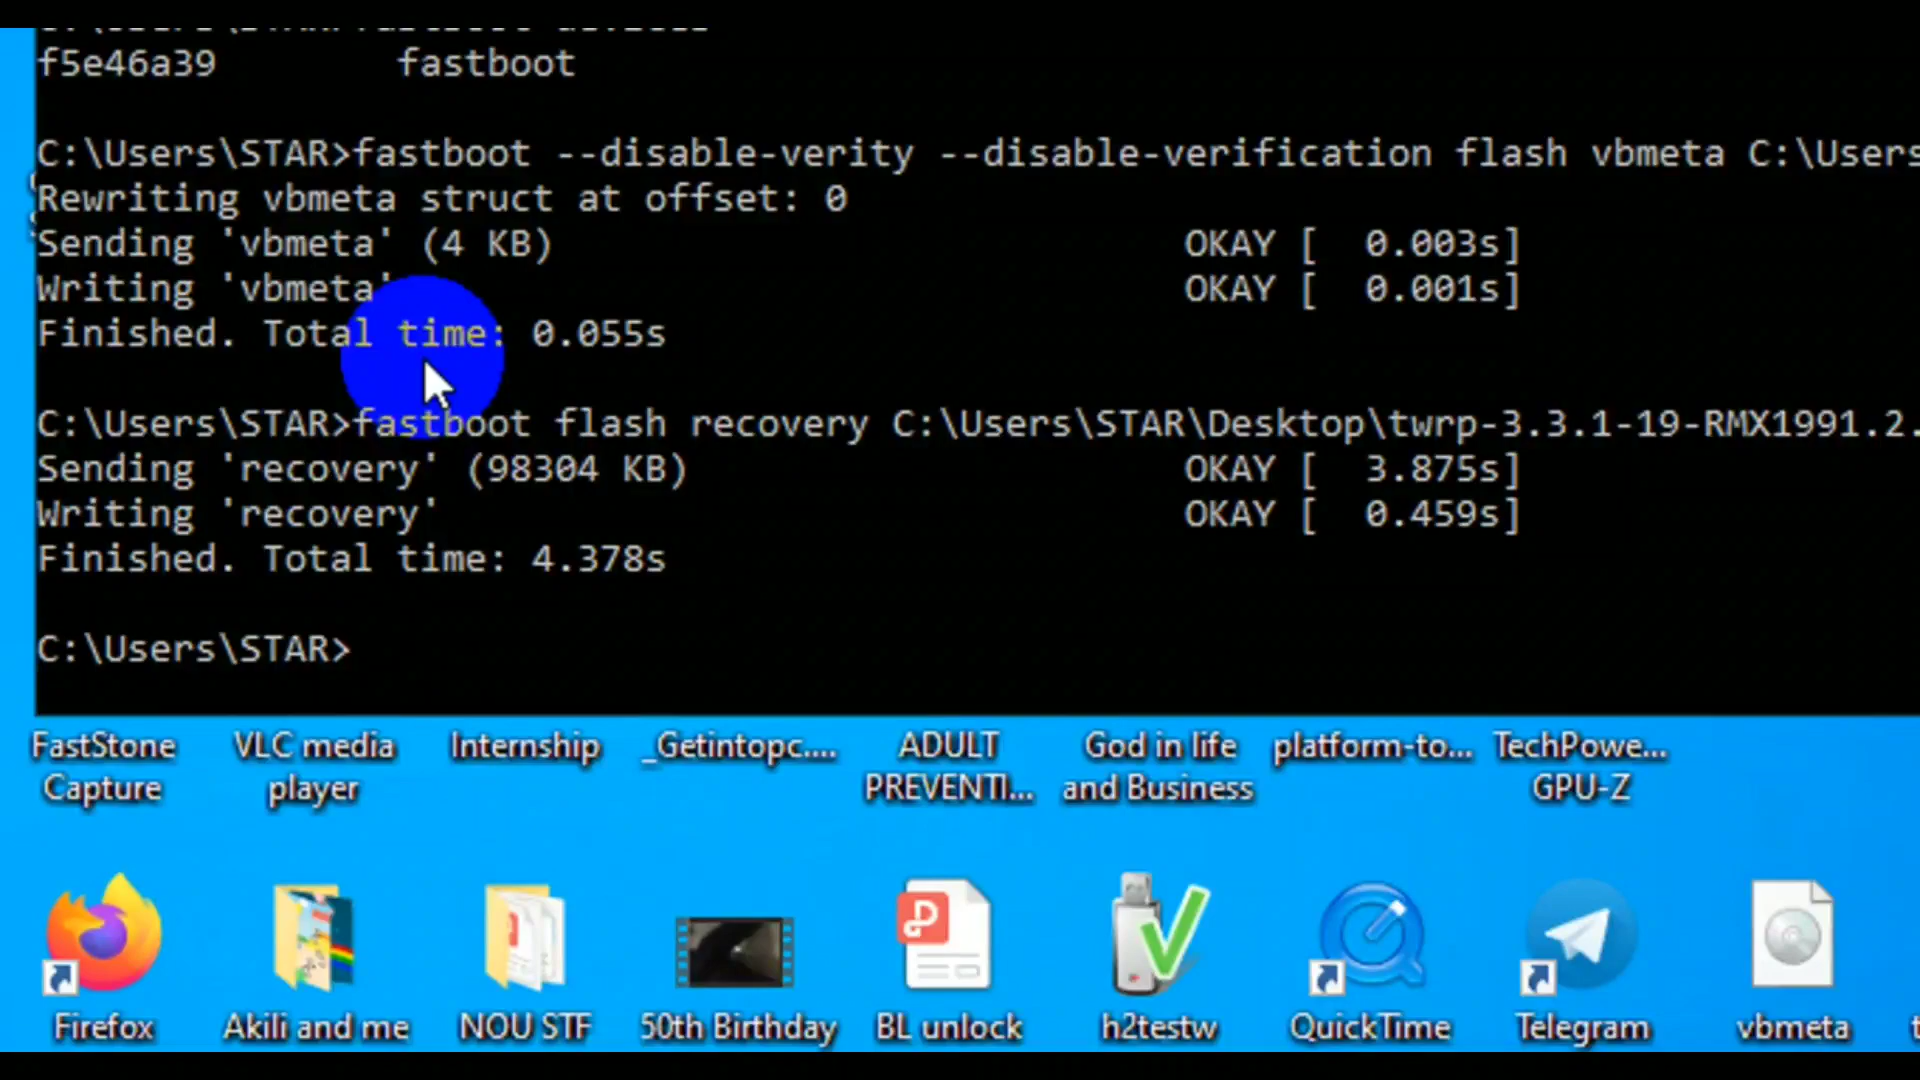 f5e46a39 fastboot
C:\Users\STAR>fastboot --disable-verity --disable-verification flash vbmeta C:\Users
Rewriting vbmeta struct at offset: 0
Sending 'vbmeta' (4 KB) OKAY [ 0.003s]
Writing 'vbmeta' OKAY [ 0.001s]
Finished. Total time: 0.055s
C:\Users\STAR>fastboot flash recovery C:\Users\STAR\Desktop\twrp-3.3.1-19-RMX1991.2.
Sending 'recovery' (98304 KB) OKAY [ 3.875s]
Writing 'recovery' OKAY [ 0.459s]
Finished. Total time: 4.378s
C:\Users\STAR>
FastStone Capture
VLC media player
Internship
_Getintopc....
ADULT PREVENTI...
God in life and Business
platform-to...
TechPowe... GPU-Z
Firefox
Akili and me
NOU STF
50th Birthday
BL unlock
h2testw
QuickTime
Telegram
vbmeta